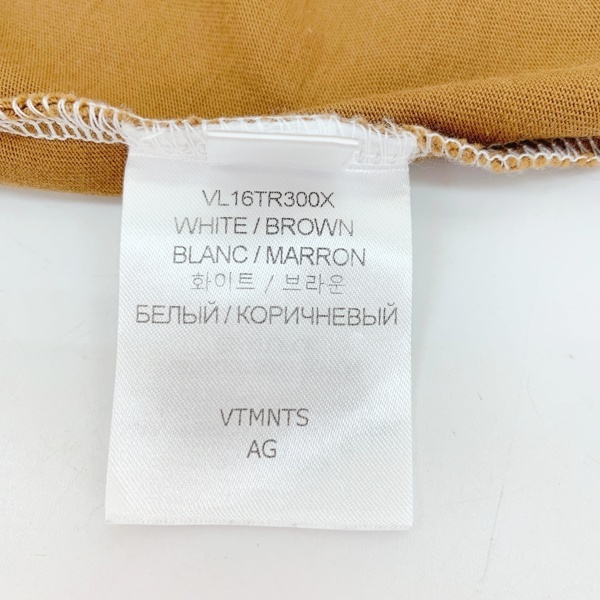 VL16TR300X
WHITE / BROWN
BLANC / MARRON
화이트 / 브라운
БЕЛЫЙ / КОРИЧНЕВЫЙ
VTMNTS
AG